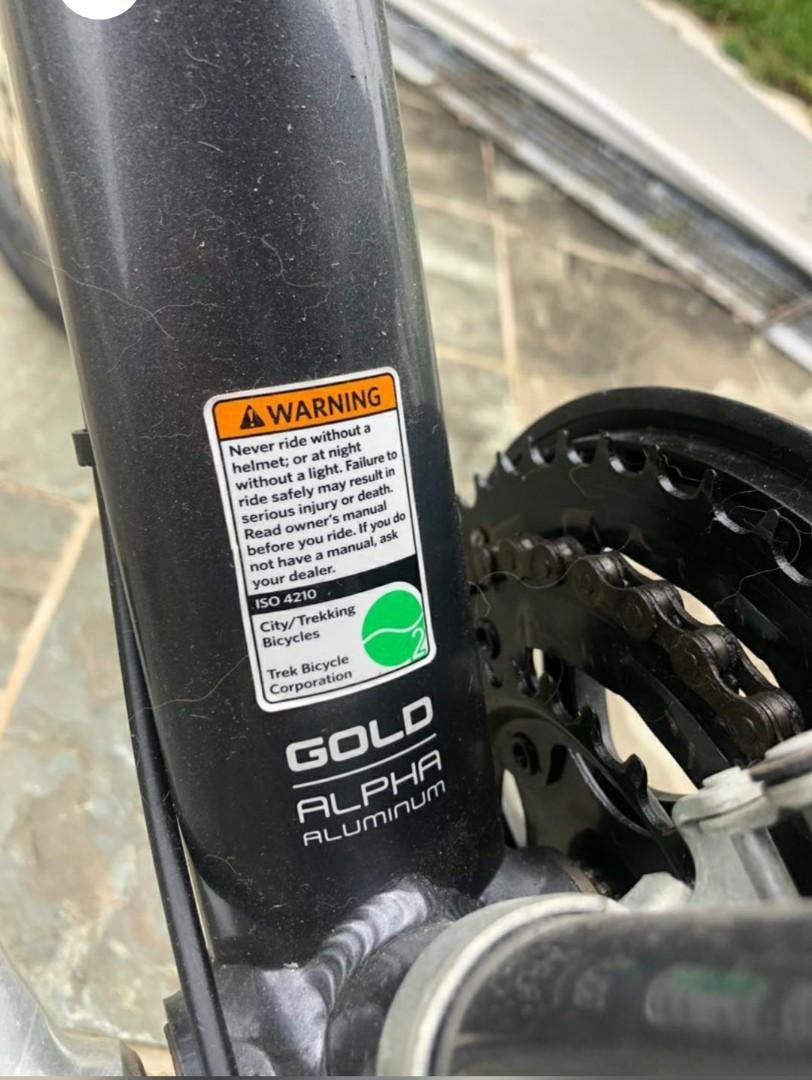 WARNING
Never ride without a
helmet; or at night
without a light. Failure to
ride safely may result in
serious injury or death.
Read owner's manual
before you ride. If you do
not have a manual, ask
your dealer.
ISO 4210
City/Trekking
Bicycles
2
Trek Bicycle
Corporation
GOLD
ALPHA
ALUMINUM